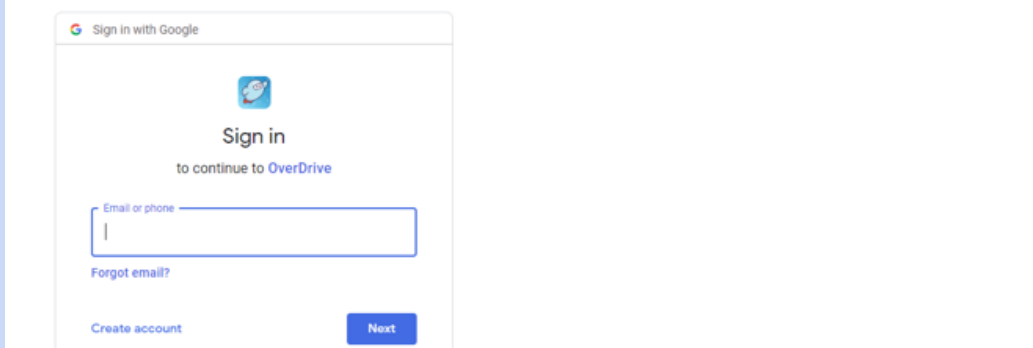 Sign in with Google
Sign in
to continue to OverDrive
Email or phone
Forgot email?
Create account
Next